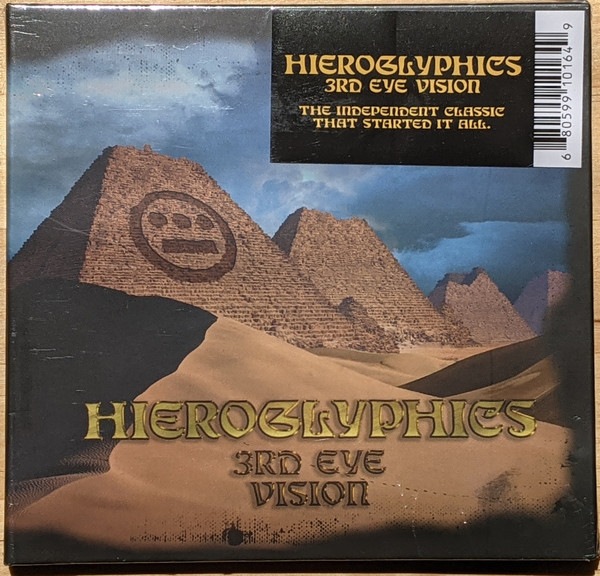 HIEROGLYPHICS
3RD EYE VISION
THE INDEPENDENT CLASSIC
THAT STARTED IT ALL.
6 80599 10164 9
HIEROGLYPHICS
3RD EYE
VISION